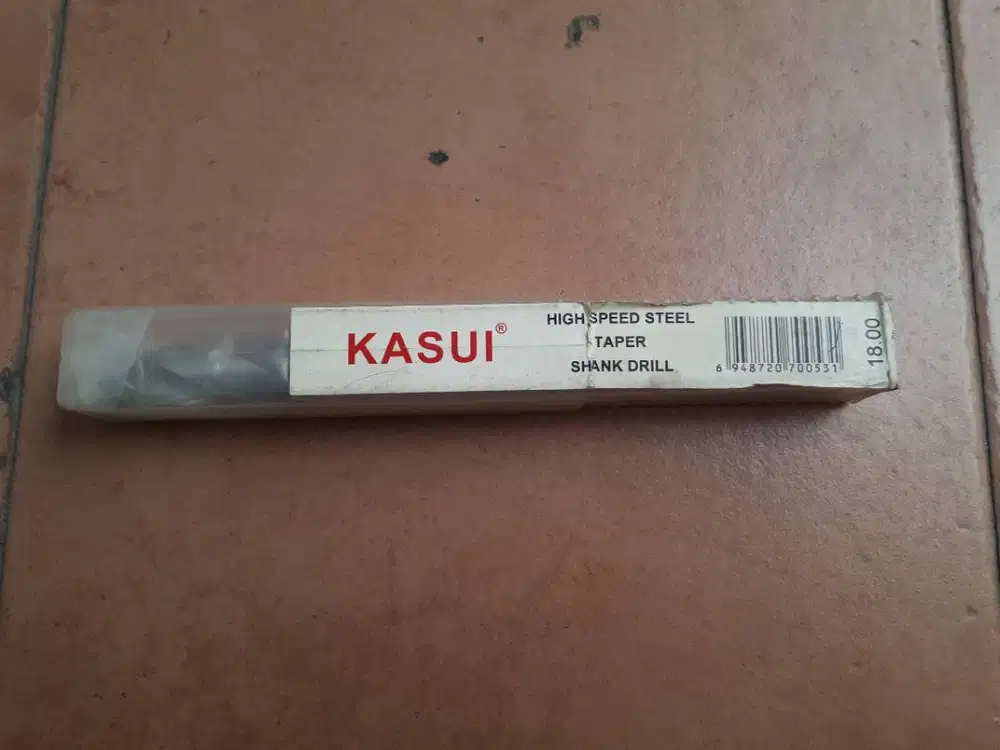 KASUI®
HIGH SPEED STEEL
TAPER
SHANK DRILL
6 948720 700531
18.00